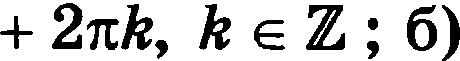 + 2πk, k ∈ ℤ ; б)